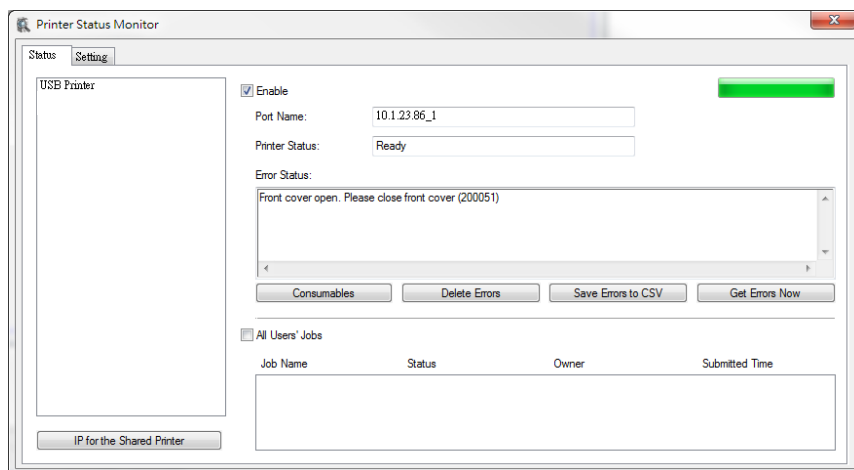 Printer Status Monitor
Status Setting
USB Printer
Enable
Port Name: 10.1.23.86_1
Printer Status: Ready
Error Status:
Front cover open. Please close front cover (200051)
Consumables Delete Errors Save Errors to CSV Get Errors Now
All Users' Jobs
Job Name Status Owner Submitted Time
IP for the Shared Printer